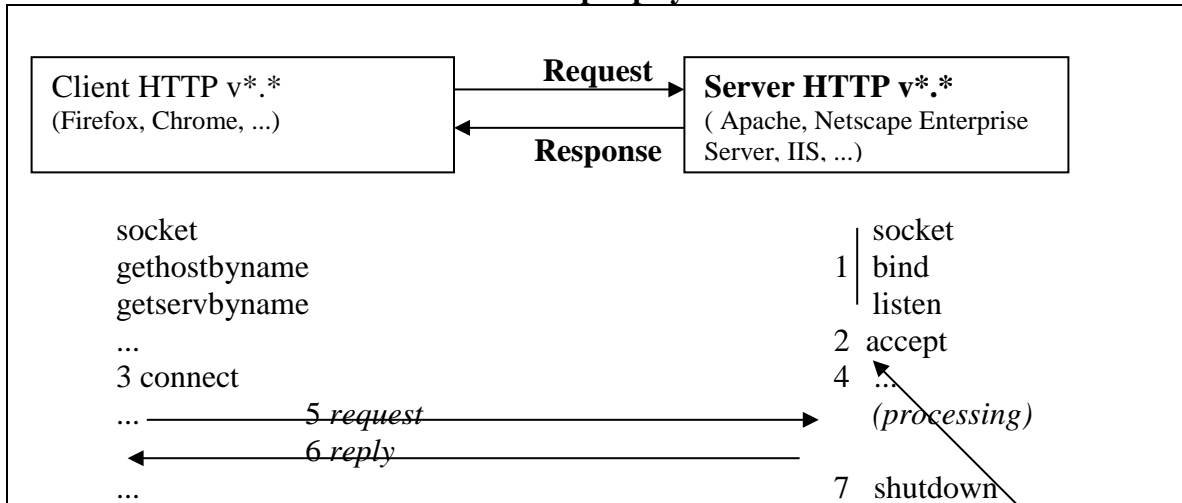 Client HTTP v*.*
(Firefox, Chrome, ...)
Request
Response
Server HTTP v*.*
( Apache, Netscape Enterprise
Server, IIS, ...)
socket
gethostbyname
getservbyname
...
3 connect
... 5 request
6 reply
...
socket
1 bind
listen
2 accept
4 ...
(processing)
7 shutdown